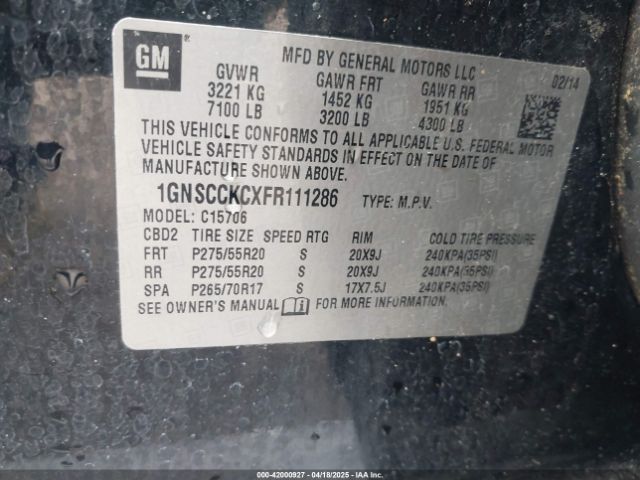 GM
MFD BY GENERAL MOTORS LLC
02/14
GVWR GAWR FRT GAWR RR
3221 KG 1452 KG 1951 KG
7100 LB 3200 LB 4300 LB
THIS VEHICLE CONFORMS TO ALL APPLICABLE U.S. FEDERAL MOTOR
VEHICLE SAFETY STANDARDS IN EFFECT ON THE DATE OF
MANUFACTURE SHOWN ABOVE.
1GNSCCKCXFR111286 TYPE: M.P.V.
MODEL: C15706
CBD2 TIRE SIZE SPEED RTG RIM COLD TIRE PRESSURE
FRT P275/55R20 S 20X9J 240KPA(35PSI)
RR P275/55R20 S 20X9J 240KPA(35PSI)
SPA P265/70R17 S 17X7.5J 240KPA(35PSI)
SEE OWNER'S MANUAL FOR MORE INFORMATION.
000-42000927 - 04/18/2025 - IAAI.com